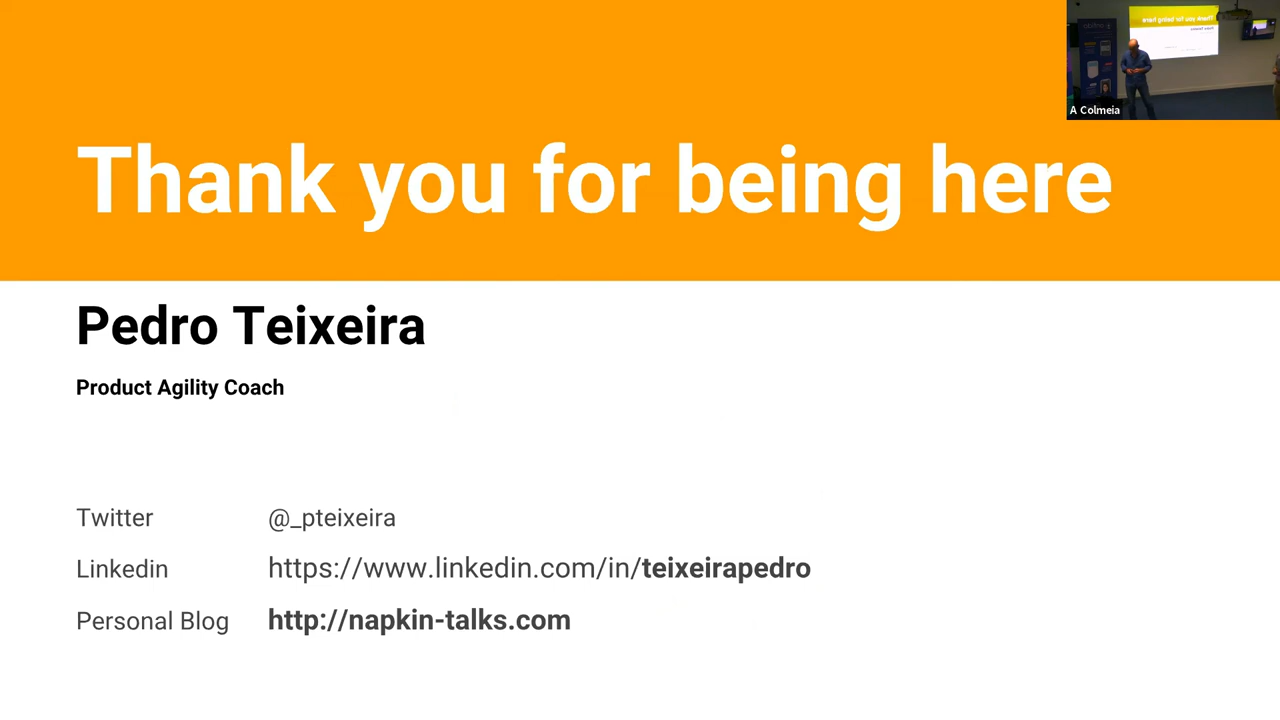 Thank you for being here
A Colmeia
Pedro Teixeira
Product Agility Coach
Twitter @_pteixeira
Linkedin https://www.linkedin.com/in/teixeirapedro
Personal Blog http://napkin-talks.com